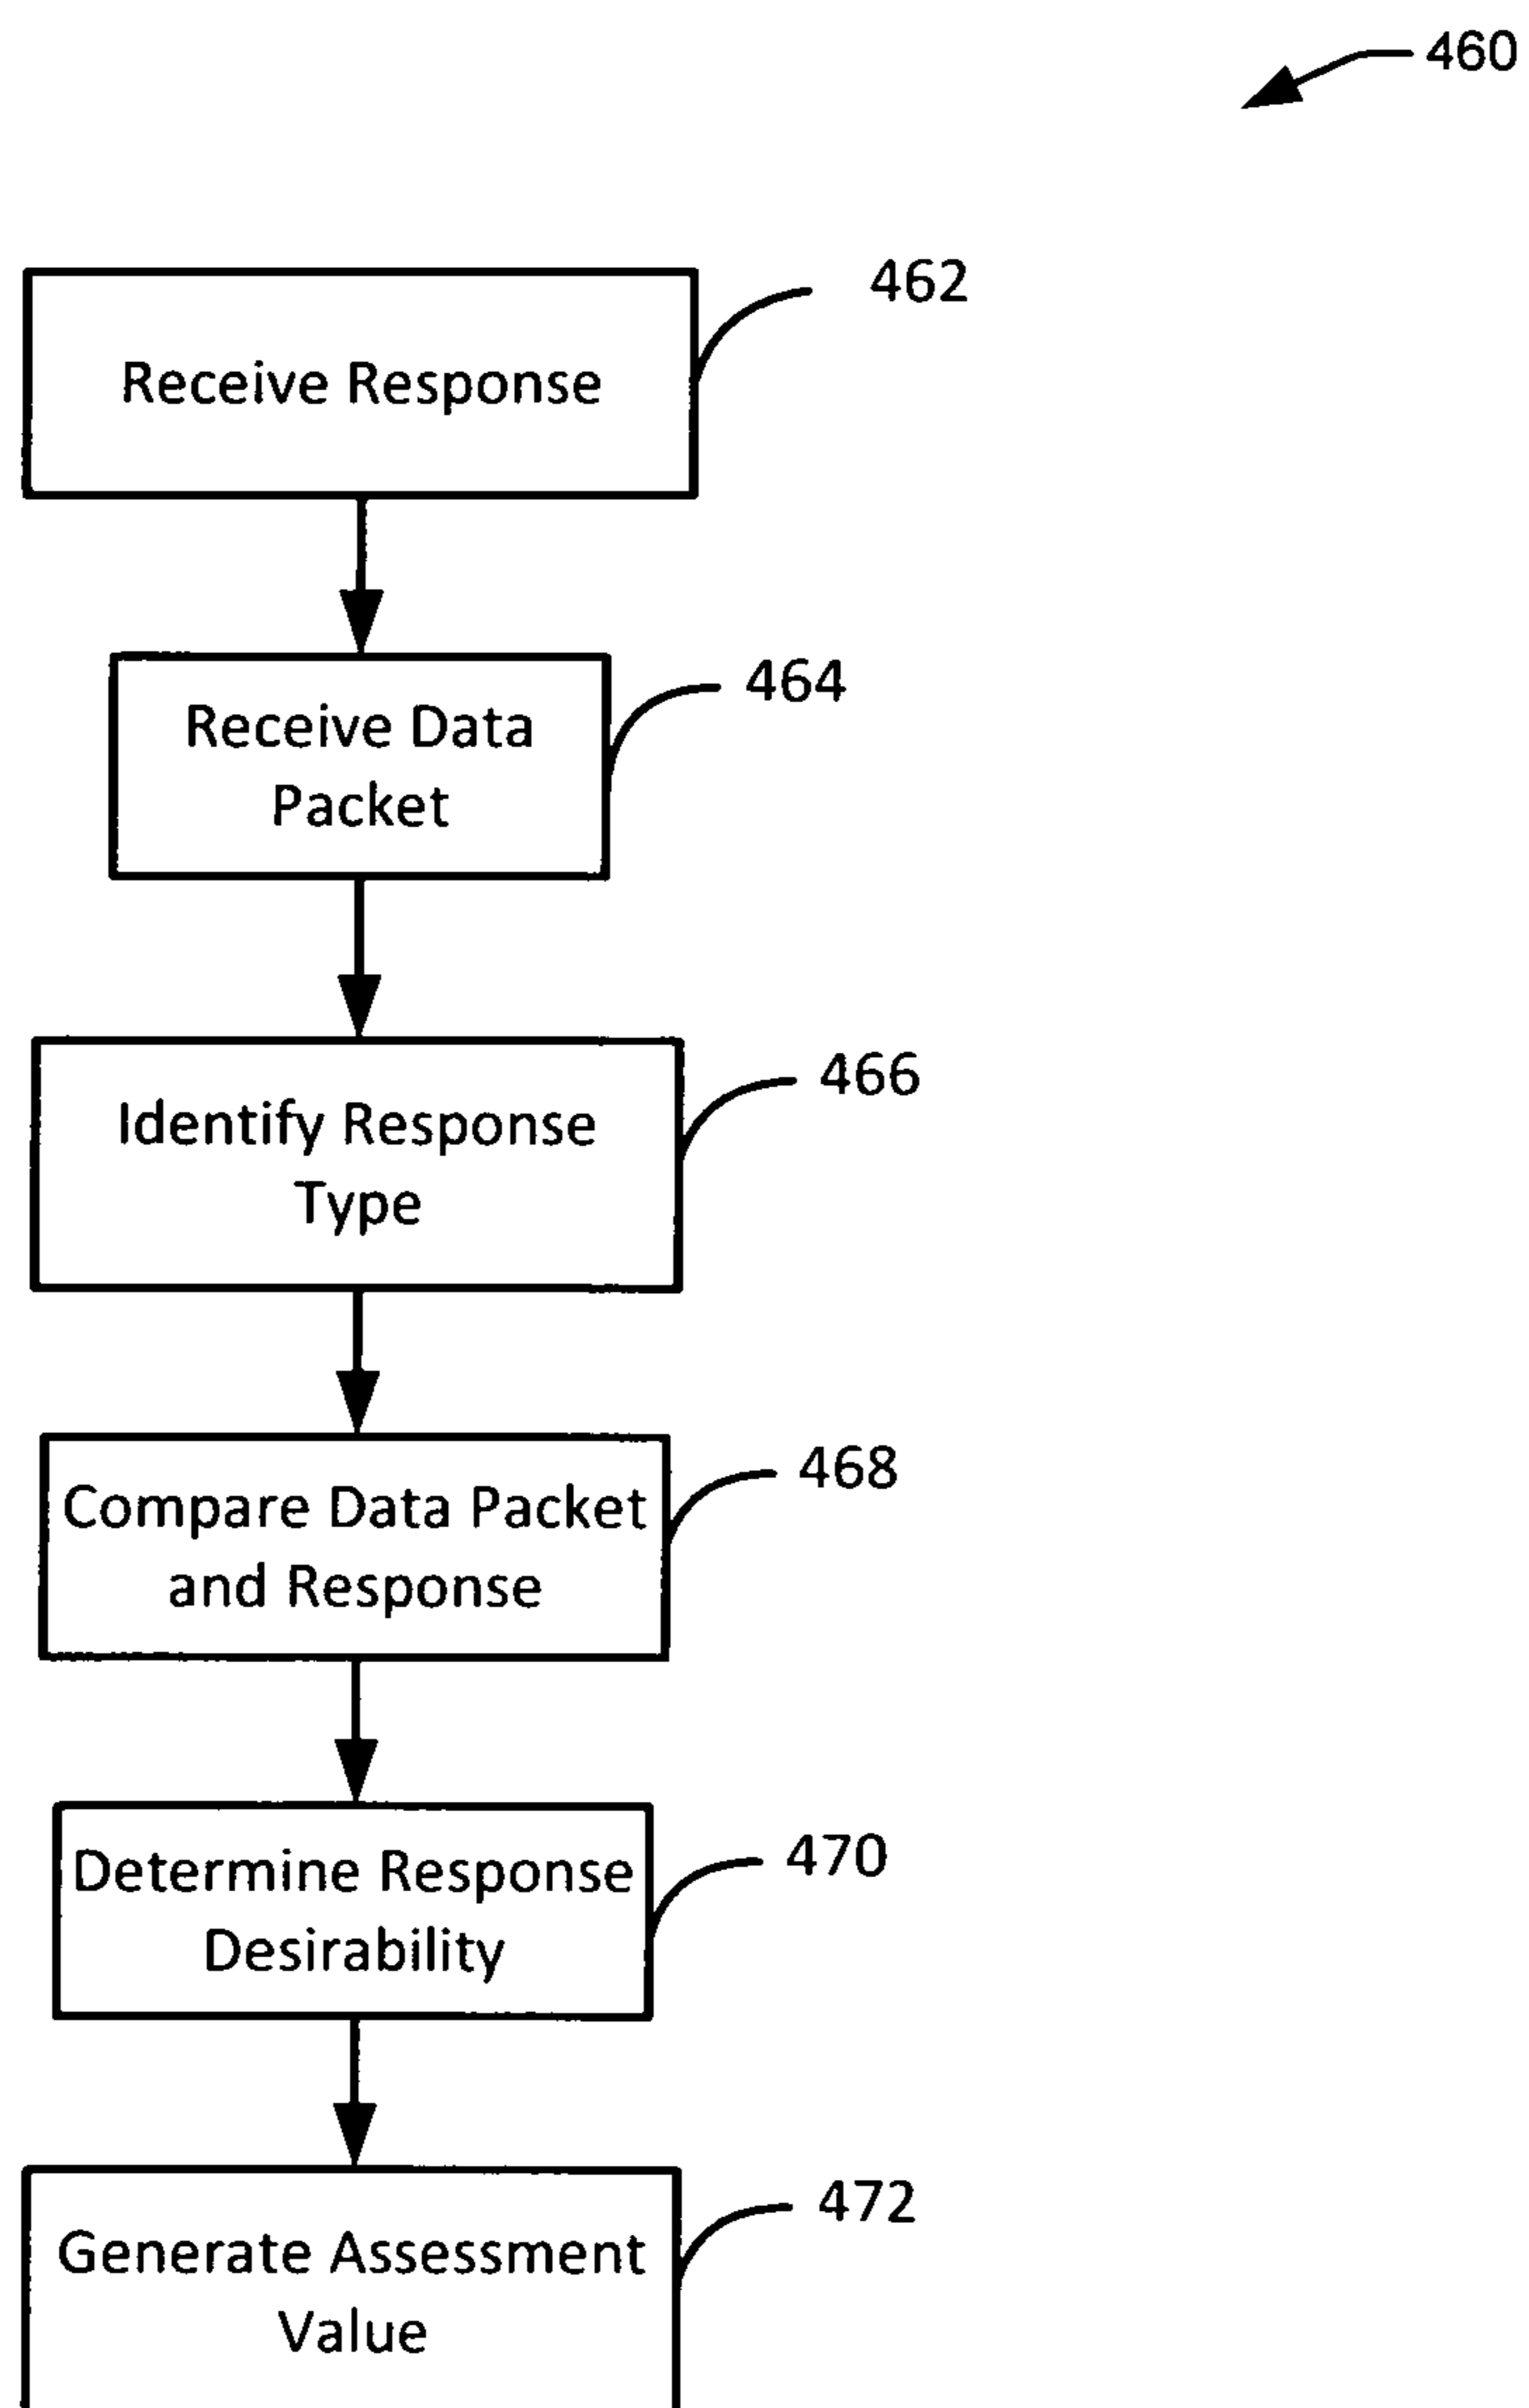 460
462
Receive Response
464
Receive Data
Packet
466
Identify Response
Type
468
Compare Data Packet
and Response
470
Determine Response
Desirability
472
Generate Assessment
Value